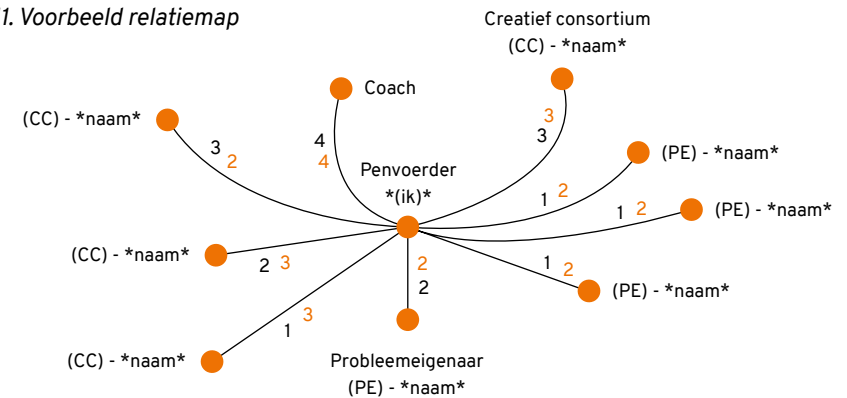 1. Voorbeeld relatiemap
Creatief consortium
(CC) - *naam*
Coach
(CC) - *naam*
3
2
4
4
3
3
Penvoerder
*(ik)*
(PE) - *naam*
1 2
1 2
(PE) - *naam*
(CC) - *naam*
2 3
2
2
1 2
(PE) - *naam*
3
1
(CC) - *naam*
Probleemeigenaar
(PE) - *naam*